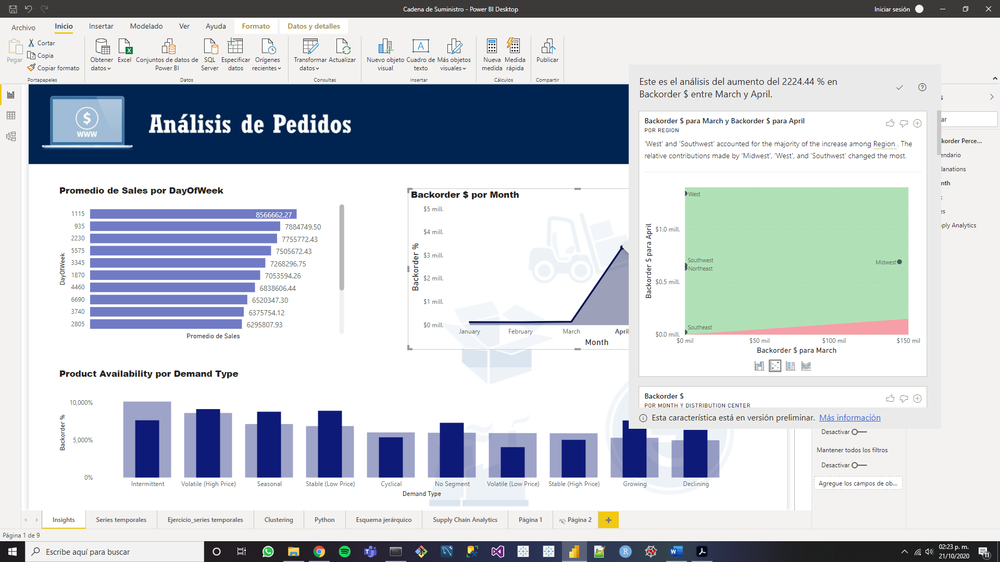 Cadena de Suministro - Power BI Desktop
Iniciar sesión
Archivo
Inicio
Insertar
Modelado
Ver
Ayuda
Formato
Datos y detalles
Pegar
Cortar
Copia
Copiar formato
Portapapeles
Obtener datos
Excel
Conjuntos de datos de Power BI
SQL Server
Especificar datos
Orígenes recientes
Datos
Transformar datos
Actualizar
Consultas
Nuevo objeto visual
Cuadro de texto
Más objetos visuales
Insertar
Nueva medida
Medida rápida
Cálculos
Publicar
Compartir
$
WWW
Análisis de Pedidos
Promedio de Sales por DayOfWeek
DayOfWeek
1115 8566662.27
935 7884749.50
2230 7755772.43
5575 7505672.43
3345 7268296.75
1870 7053594.26
4460 6838606.44
6690 6520347.30
3740 6375754.12
2805 6295807.93
Promedio de Sales
Backorder $ por Month
Backorder %
$5 mill.
$4 mill.
$3 mill.
$2 mill.
$1 mill.
$0 mill.
January February March April
Month
Product Availability por Demand Type
Backorder %
10,000%
5,000%
0%
Intermittent Volatile (High Price) Seasonal Stable (Low Price) Cyclical No Segment Volatile (Low Price) Stable (High Price) Growing Declining
Demand Type
Este es el análisis del aumento del 2224.44 % en
Backorder $ entre March y April.
Backorder $ para March y Backorder $ para April
POR REGION
'West' and 'Southwest' accounted for the majority of the increase among Region . The
relative contributions made by 'Midwest', 'West', and 'Southwest' changed the most.
Backorder $ para April
$1.0 mill.
$0.5 mill.
$0.0 mill.
West
Southwest
Northeast
Midwest
Southeast
$0 mil $50 mil $100 mil $150 mil
Backorder $ para March
Backorder $
POR MONTH Y DISTRIBUTION CENTER
Esta característica está en versión preliminar. Más información
s
ar
korder Perce...
endario
lanations
nth
k
es
ply Analytics
Desactivar
Mantener todos los filtros
Desactivar
Agregue los campos de ob...
Insights
Series temporales
Ejercicio_series temporales
Clustering
Python
Esquema jerárquico
Supply Chain Analytics
Página 1
Página 2
Página 1 de 9
Escribe aquí para buscar
02:23 p. m.
21/10/2020
11